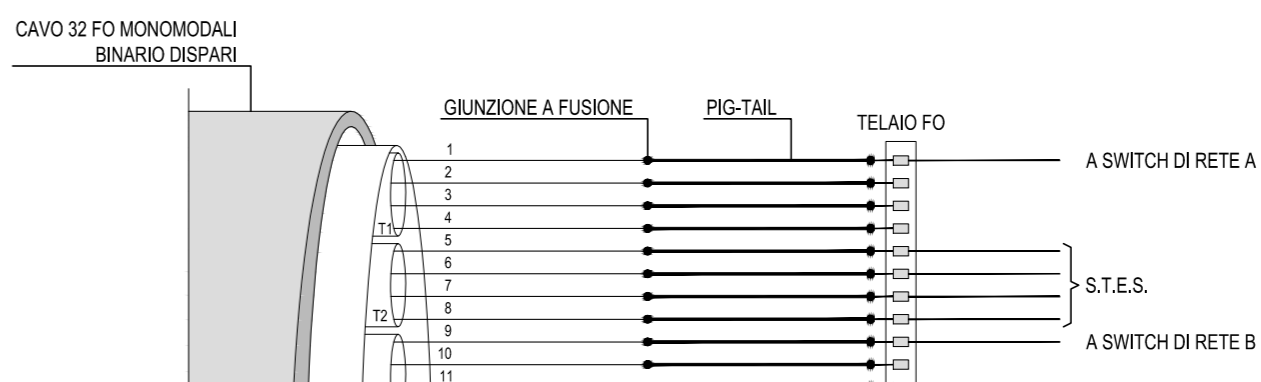 CAVO 32 FO MONOMODALI
BINARIO DISPARI
GIUNZIONE A FUSIONE
PIG-TAIL
TELAIO FO
1
A SWITCH DI RETE A
2
3
4
T1
5
6
7
S.T.E.S.
8
T2
9
A SWITCH DI RETE B
10
11